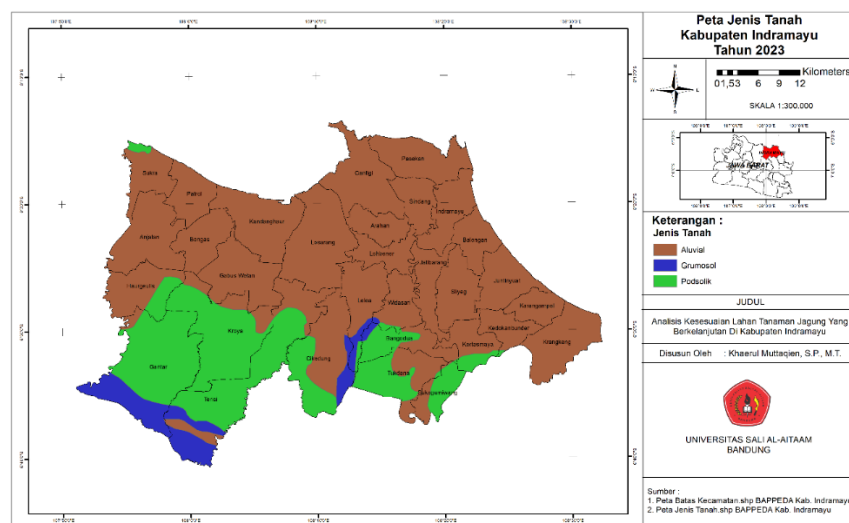 Peta Jenis Tanah
Kabupaten Indramayu
Tahun 2023
Kilometers
01,53 6 9 12
SKALA 1:300.000
JAWA BARAT
Keterangan :
Jenis Tanah
Aluvial
Grumosol
Podsolik
JUDUL
Analisis Kesesuaian Lahan Tanaman Jagung Yang
Berkelanjutan Di Kabupaten Indramayu
Disusun Oleh : Khaerul Muttaqien, S.P., M.T.
UNIVERSITAS SALI AL-AITAAM
BANDUNG
Sumber :
1. Peta Batas Kecamatan.shp BAPPEDA Kab. Indramayu
2. Peta Jenis Tanah.shp BAPPEDA Kab. Indramayu
Pasekan
Cantigi
Sukra
Patrol
Sindang
Indramayu
Kandanghaur
Arahan
Losarang
Balongan
Anjatan
Bongas
Lohbener
Jatibarang
Gabus Wetan
Juntinyuat
Haurgeulis
Lelea
Widasari
Sliyeg
Karangampel
Kroya
Kedokanbunder
Bangodua
Kertasemaya
Krangkeng
Cikedung
Gantar
Tukdana
Terisi
Sukagumiwang